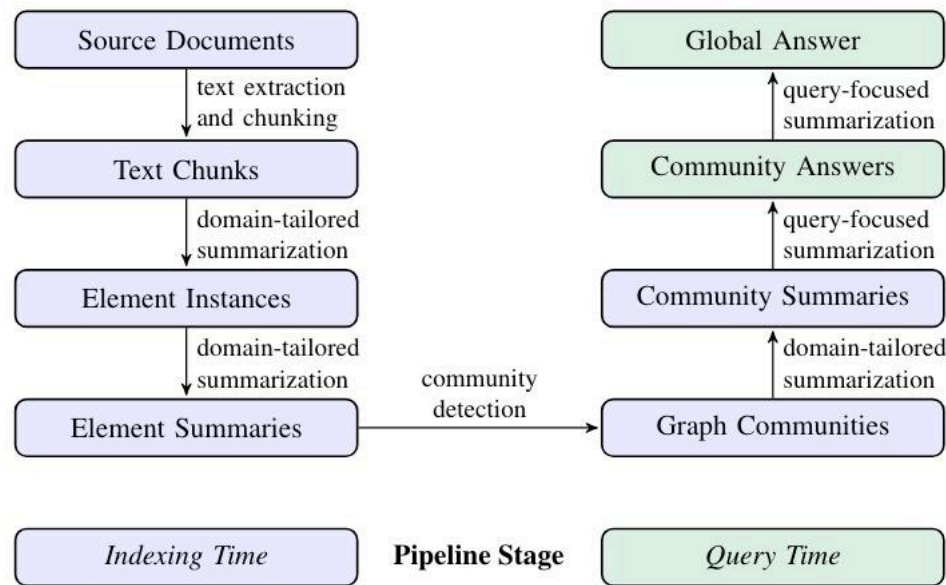 Source Documents
text extraction
and chunking
Text Chunks
domain-tailored
summarization
Element Instances
domain-tailored
summarization
Element Summaries
community
detection
Global Answer
query-focused
summarization
Community Answers
query-focused
summarization
Community Summaries
domain-tailored
summarization
Graph Communities
Indexing Time
Pipeline Stage
Query Time